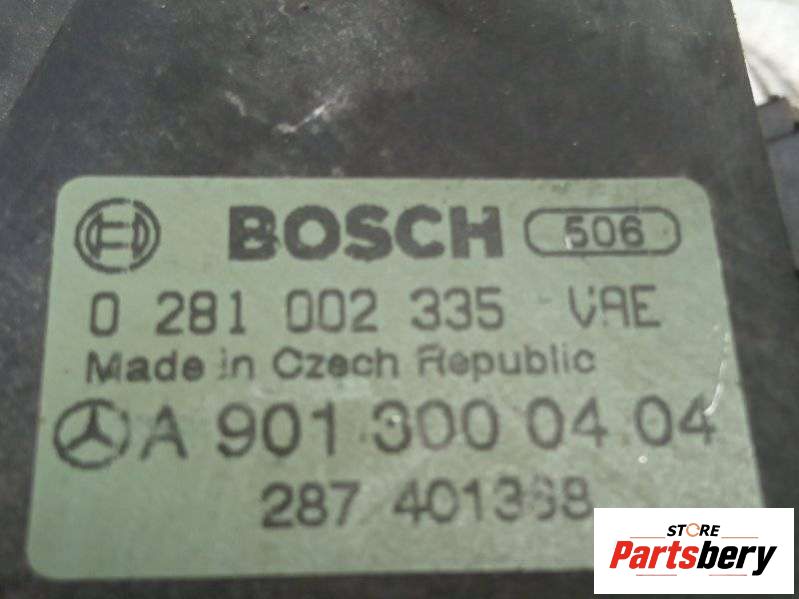 BOSCH 506
0 281 002 335 VAE
Made in Czech Republic
A 901 300 04 04
287 401368
STORE
Partsbery